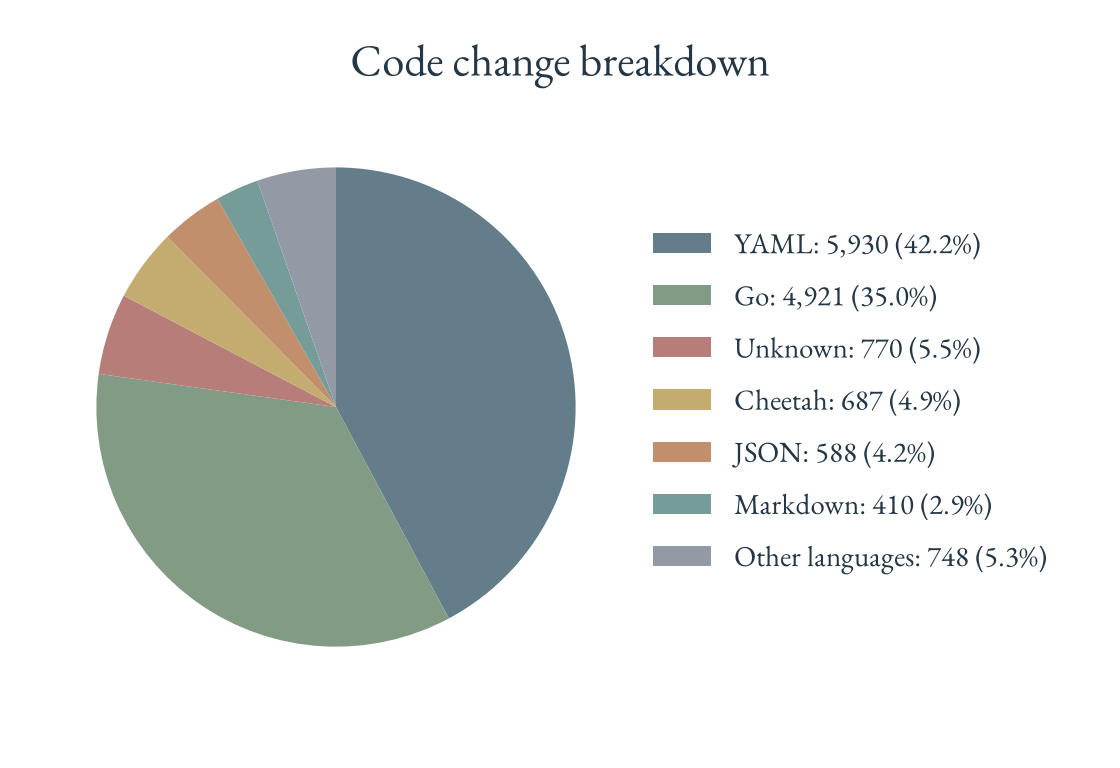 Code change breakdown
YAML: 5,930 (42.2%)
Go: 4,921 (35.0%)
Unknown: 770 (5.5%)
Cheetah: 687 (4.9%)
JSON: 588 (4.2%)
Markdown: 410 (2.9%)
Other languages: 748 (5.3%)